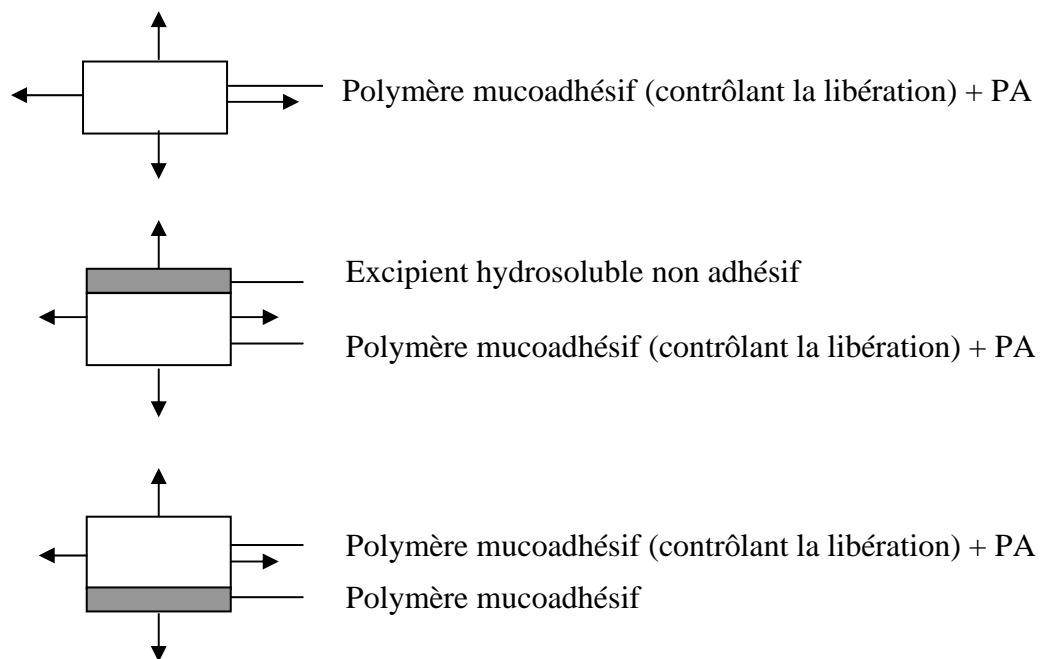 Polymère mucoadhésif (contrôlant la libération) + PA
Excipient hydrosoluble non adhésif
Polymère mucoadhésif (contrôlant la libération) + PA
Polymère mucoadhésif (contrôlant la libération) + PA
Polymère mucoadhésif